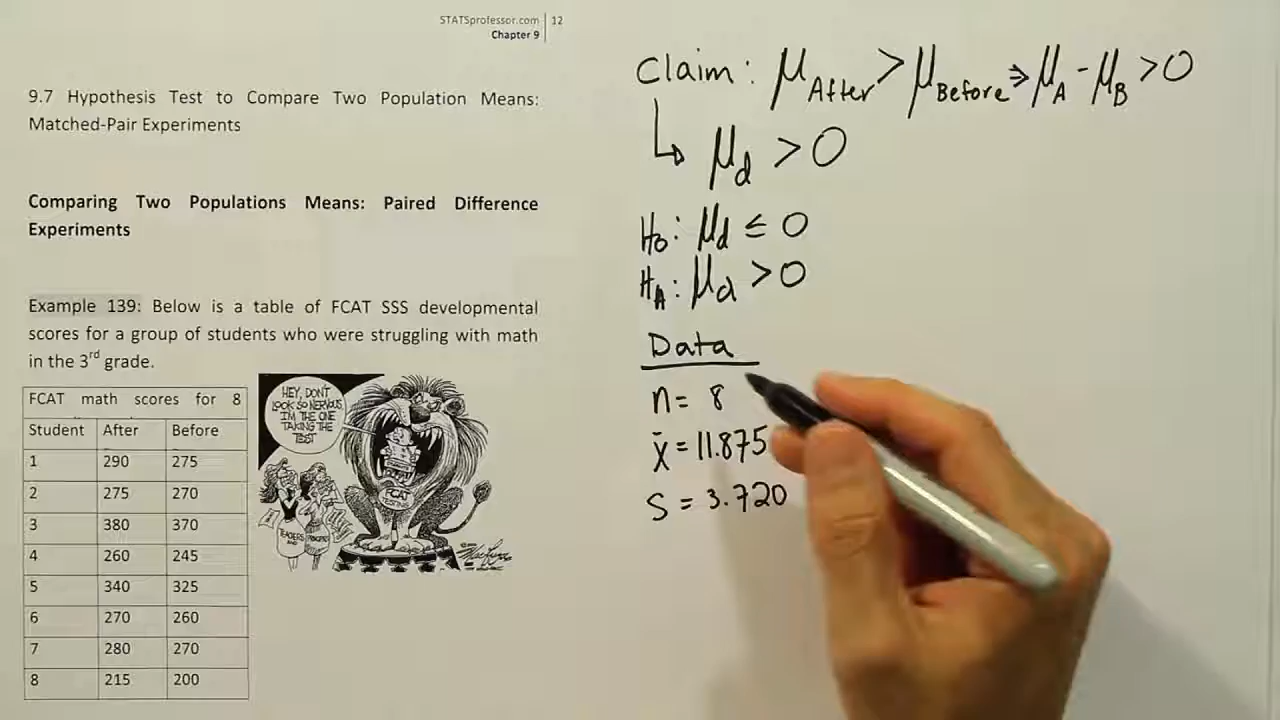 STATSprofessor.com 12
Chapter 9
9.7 Hypothesis Test to Compare Two Population Means:
Matched-Pair Experiments
Comparing Two Populations Means: Paired Difference
Experiments
Example 139: Below is a table of FCAT SSS developmental
scores for a group of students who were struggling with math
in the 3rd grade.
FCAT math scores for 8
Student After Before
1 290 275
2 275 270
3 380 370
4 260 245
5 340 325
6 270 260
7 280 270
8 215 200
HEY, DON'T
LOOK SO NERVOUS,
I'M THE ONE
TAKING THE
TEST
FCAT
TEACHERS
Claim: μAfter > μBefore ⇒ μA - μB > 0
↳ μd > 0
H0: μd ≤ 0
HA: μd > 0
Data
n = 8
x̄ = 11.875
s = 3.720